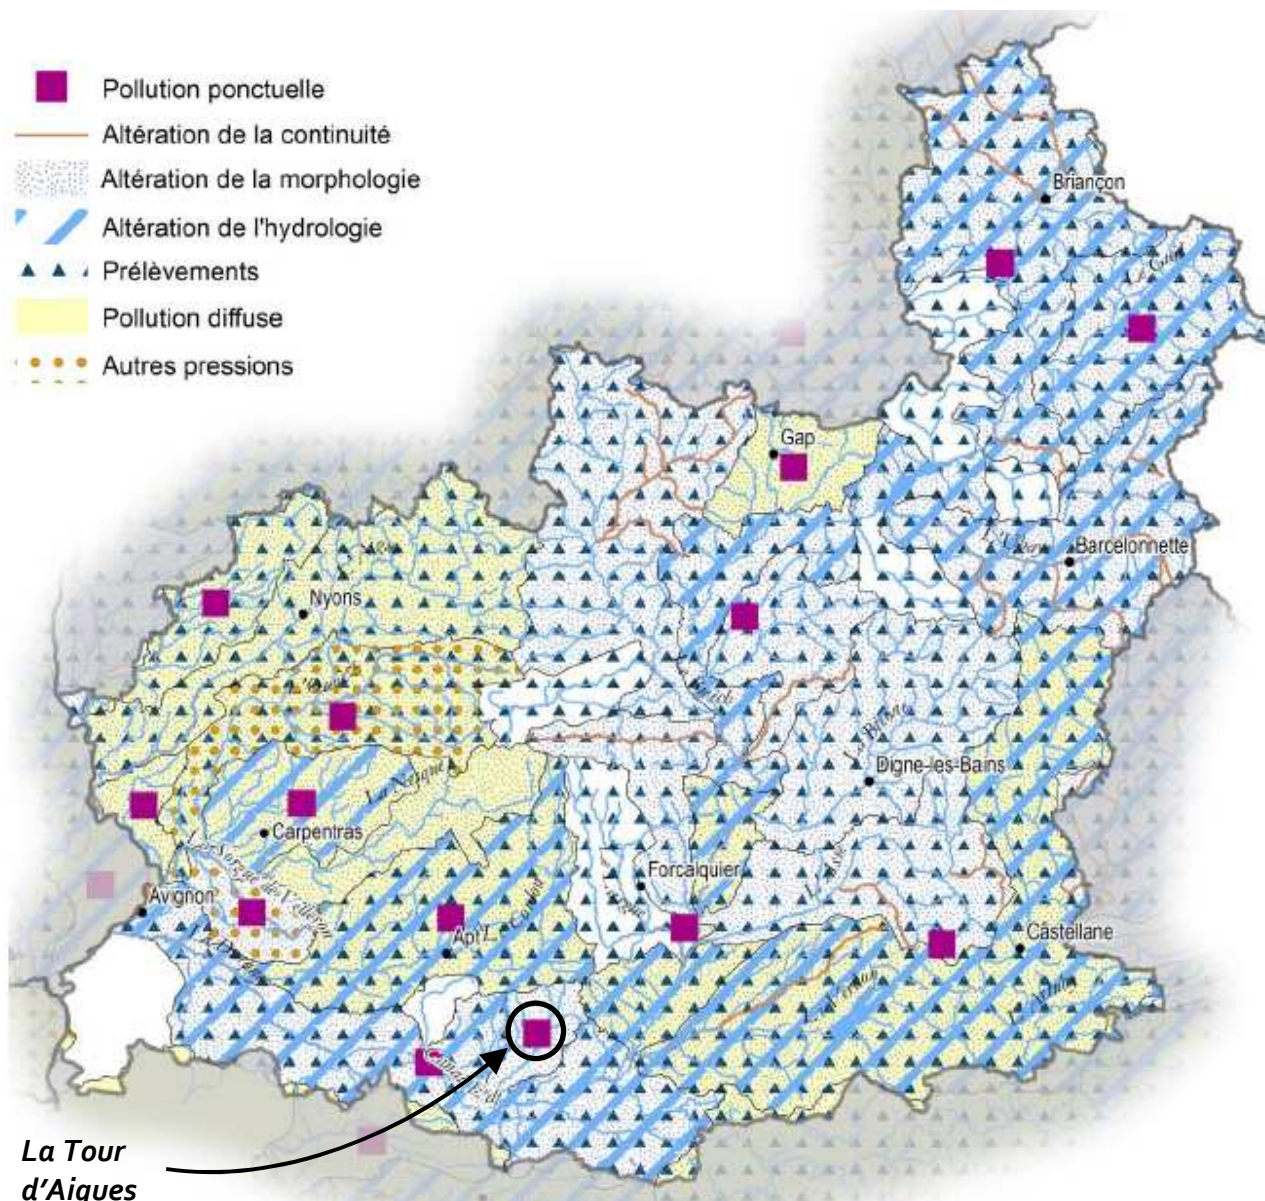 Pollution ponctuelle
Altération de la continuité
Altération de la morphologie
Altération de l'hydrologie
Prélèvements
Pollution diffuse
Autres pressions
Briançon
Gap
Barcelonnette
Nyons
Digne-les-Bains
La Nesque
Carpentras
Forcalquier
Avignon
Apt
Castellane
La Tour
d'Aigues